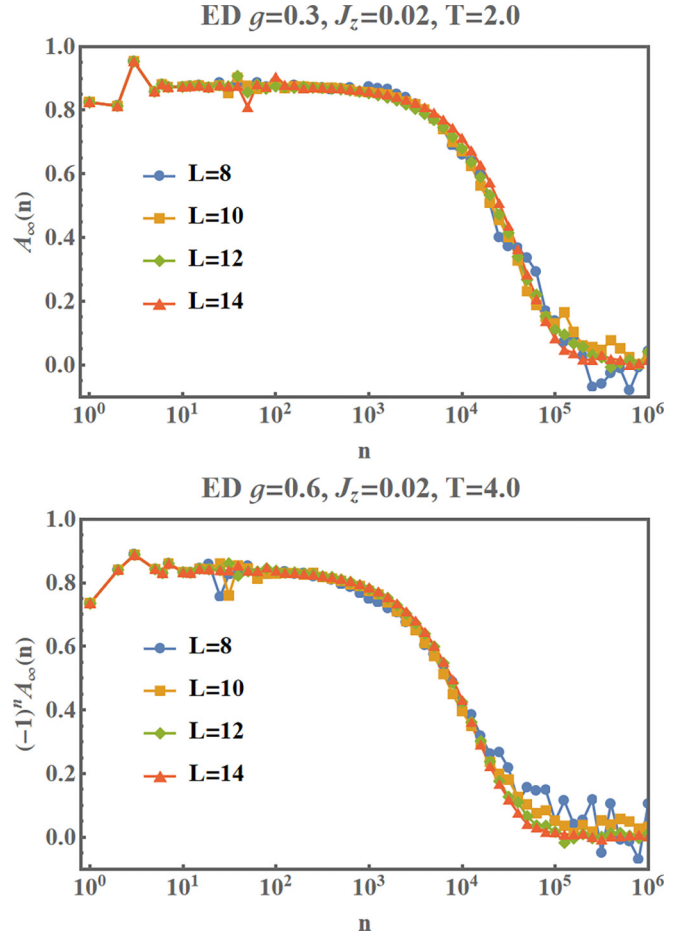 ED g=0.3, J_z=0.02, T=2.0
1.0
0.8
0.6
0.4
0.2
0.0
A_∞(n)
L=8
L=10
L=12
L=14
10^0 10^1 10^2 10^3 10^4 10^5 10^6
n
ED g=0.6, J_z=0.02, T=4.0
1.0
0.8
0.6
0.4
0.2
0.0
(-1)^n A_∞(n)
L=8
L=10
L=12
L=14
10^0 10^1 10^2 10^3 10^4 10^5 10^6
n